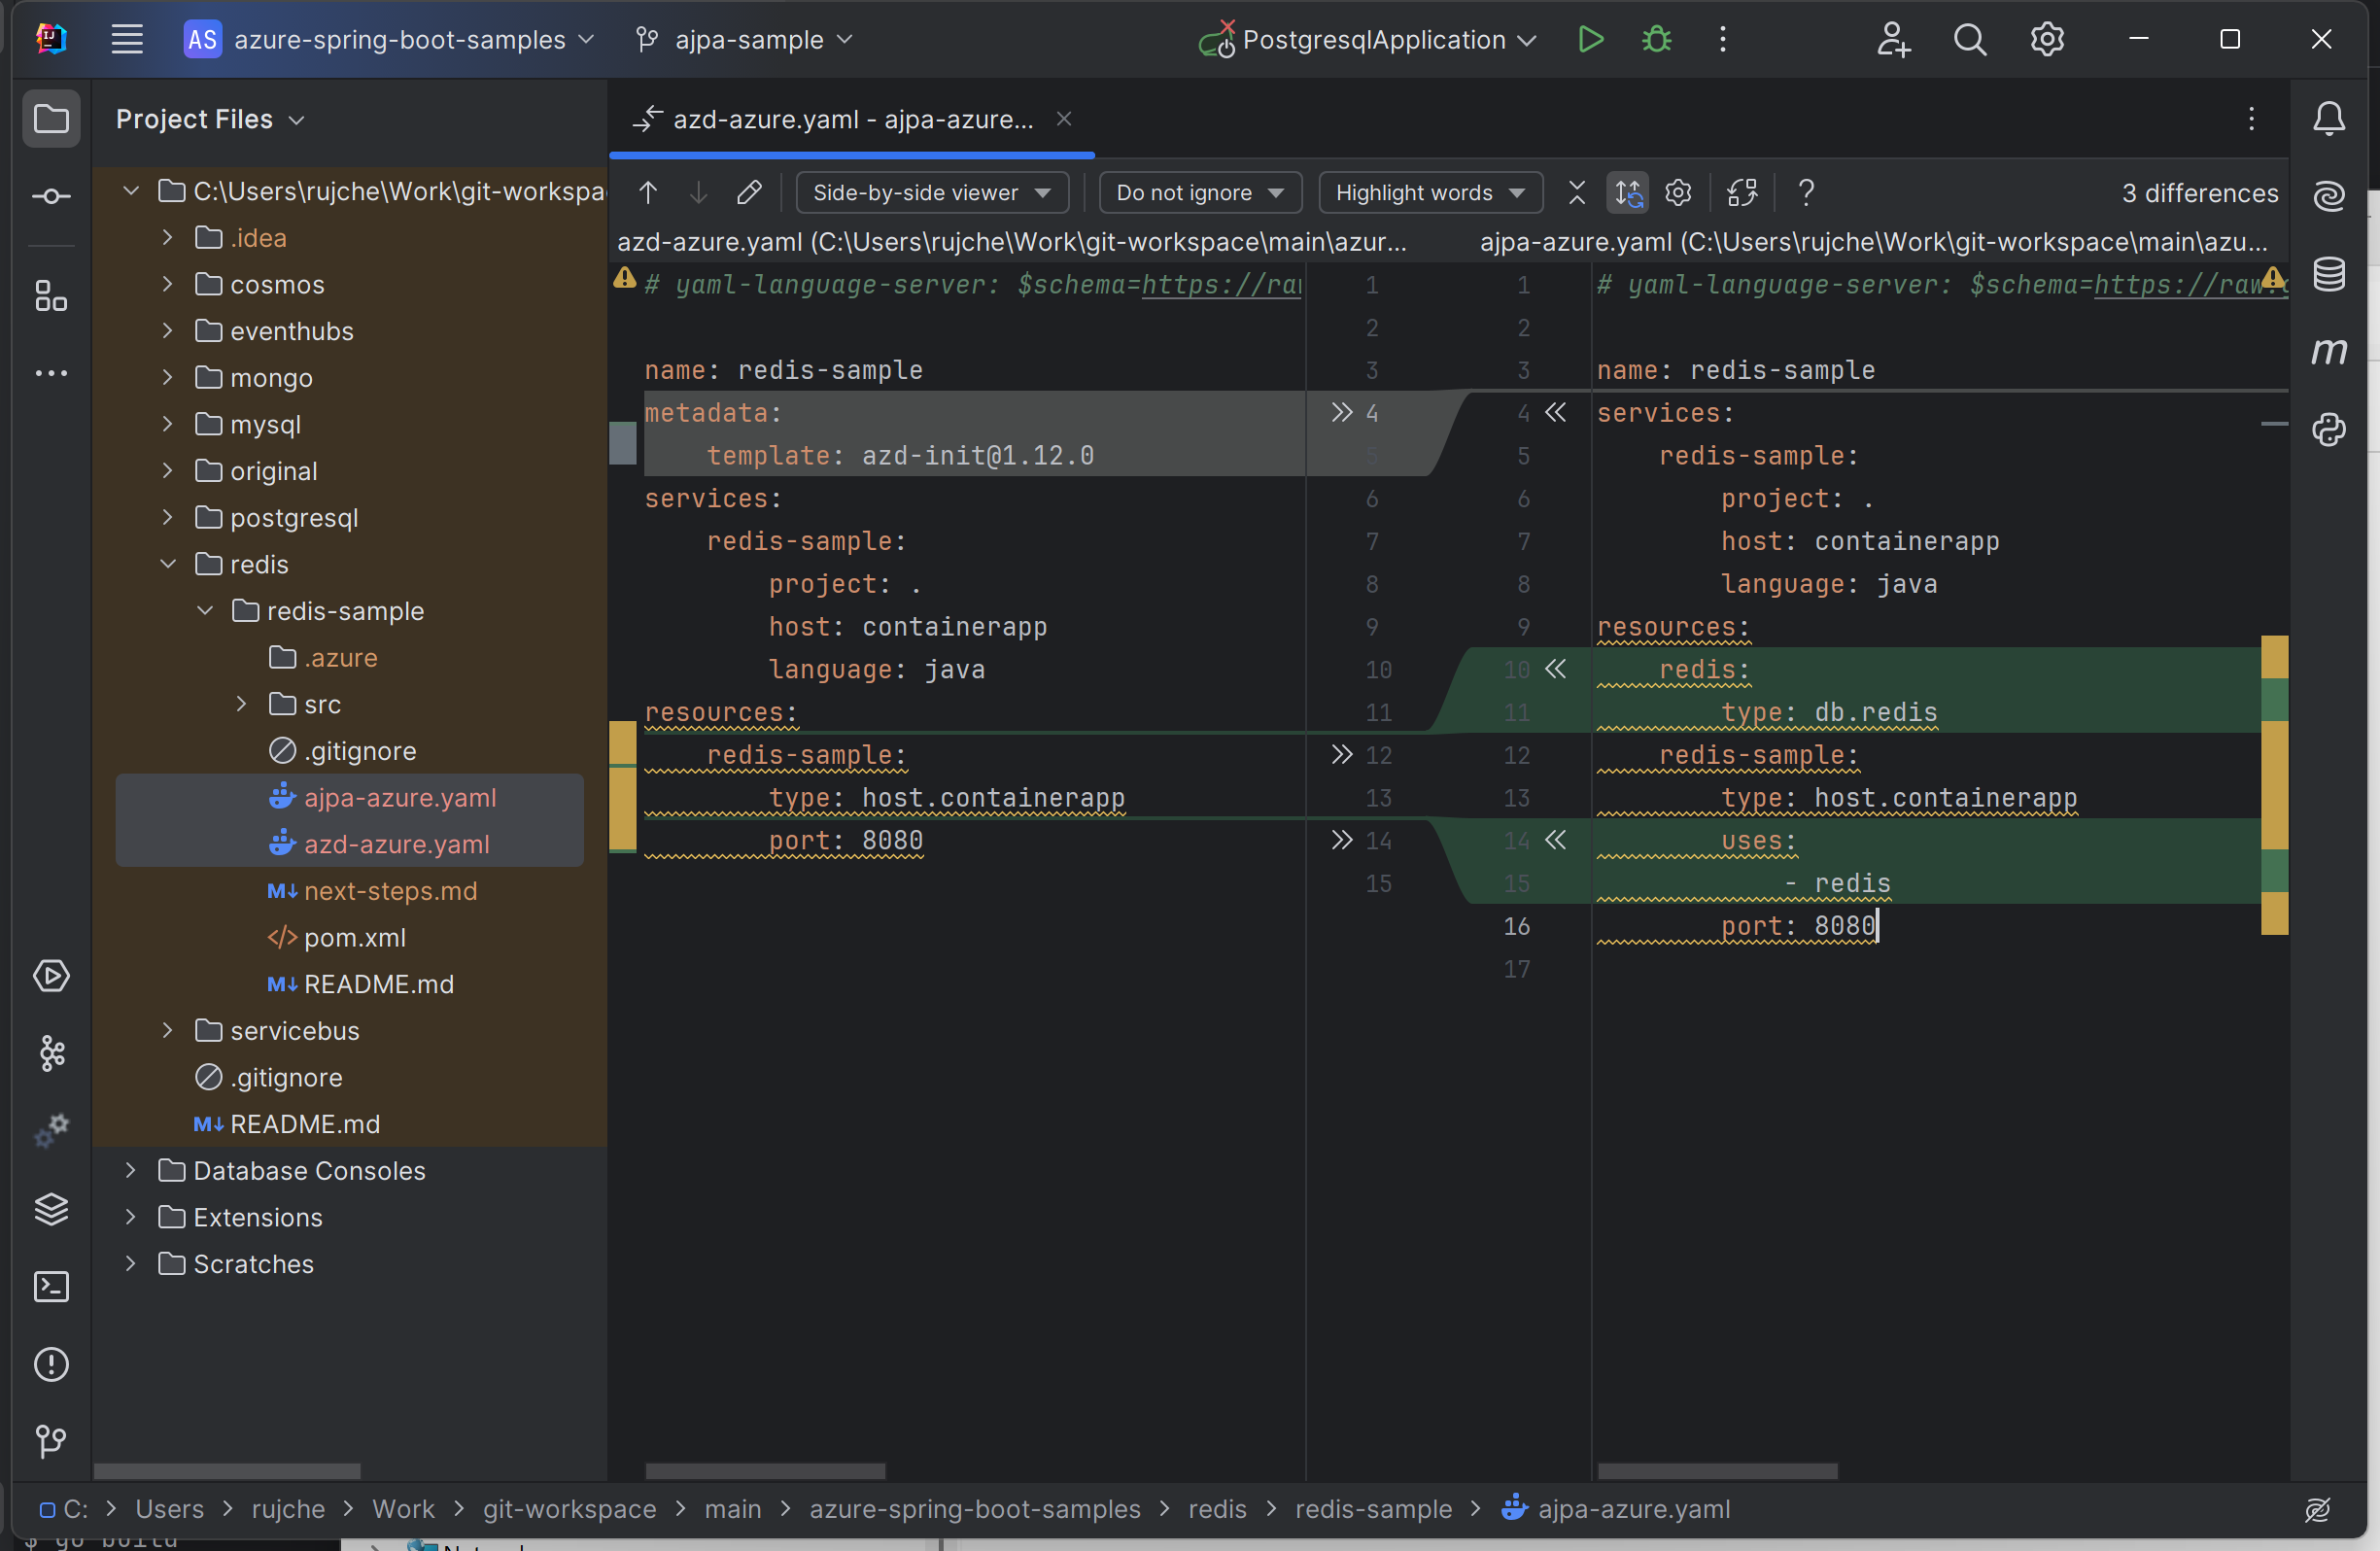 AS azure-spring-boot-samples ajpa-sample PostgresqlApplication
Project Files
azd-azure.yaml - ajpa-azure...
Side-by-side viewer Do not ignore Highlight words ? 3 differences
azd-azure.yaml (C:\Users\rujche\Work\git-workspace\main\azur... ajpa-azure.yaml (C:\Users\rujche\Work\git-workspace\main\azu...
C:\Users\rujche\Work\git-workspa
.idea
cosmos
eventhubs
mongo
mysql
original
postgresql
redis
redis-sample
.azure
src
.gitignore
ajpa-azure.yaml
azd-azure.yaml
next-steps.md
pom.xml
README.md
servicebus
.gitignore
README.md
Database Consoles
Extensions
Scratches
# yaml-language-server: $schema=https://raw 1
2
name: redis-sample 3
metadata: 4
template: azd-init@1.12.0 5
services: 6
redis-sample: 7
project: . 8
host: containerapp 9
language: java 10
resources: 11
redis-sample: 12
type: host.containerapp 13
port: 8080 14
15
1 # yaml-language-server: $schema=https://raw.
2
3 name: redis-sample
4 services:
5 redis-sample:
6 project: .
7 host: containerapp
8 language: java
9 resources:
10 redis:
11 type: db.redis
12 redis-sample:
13 type: host.containerapp
14 uses:
15 - redis
16 port: 8080
17
C: > Users > rujche > Work > git-workspace > main > azure-spring-boot-samples > redis > redis-sample > ajpa-azure.yaml
$ go build